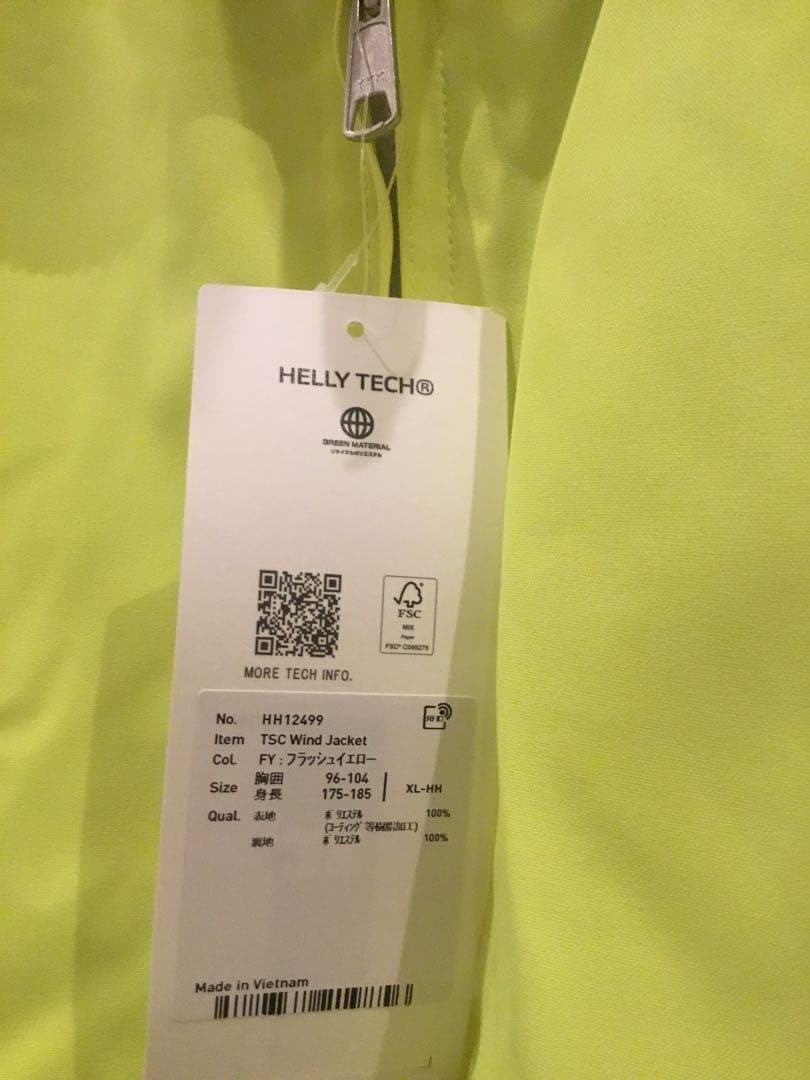 YKK
HELLY TECH®
GREEN MATERIAL
リサイクルポリエステル
FSC
MIX
Paper
FSC® C095275
MORE TECH INFO.
No. HH12499
RFID
Item TSC Wind Jacket
Col. FY : フラッシュイエロー
Size 胸囲 96-104
身長 175-185
XL-HH
Qual. 表地 ポリエステル 100%
(コーティング等樹脂加工)
裏地 ポリエステル 100%
Made in Vietnam